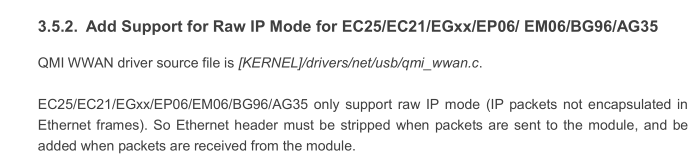 3.5.2. Add Support for Raw IP Mode for EC25/EC21/EGxx/EP06/ EM06/BG96/AG35
QMI WWAN driver source file is [KERNEL]/drivers/net/usb/qmi_wwan.c.
EC25/EC21/EGxx/EP06/EM06/BG96/AG35 only support raw IP mode (IP packets not encapsulated in
Ethernet frames). So Ethernet header must be stripped when packets are sent to the module, and be
added when packets are received from the module.